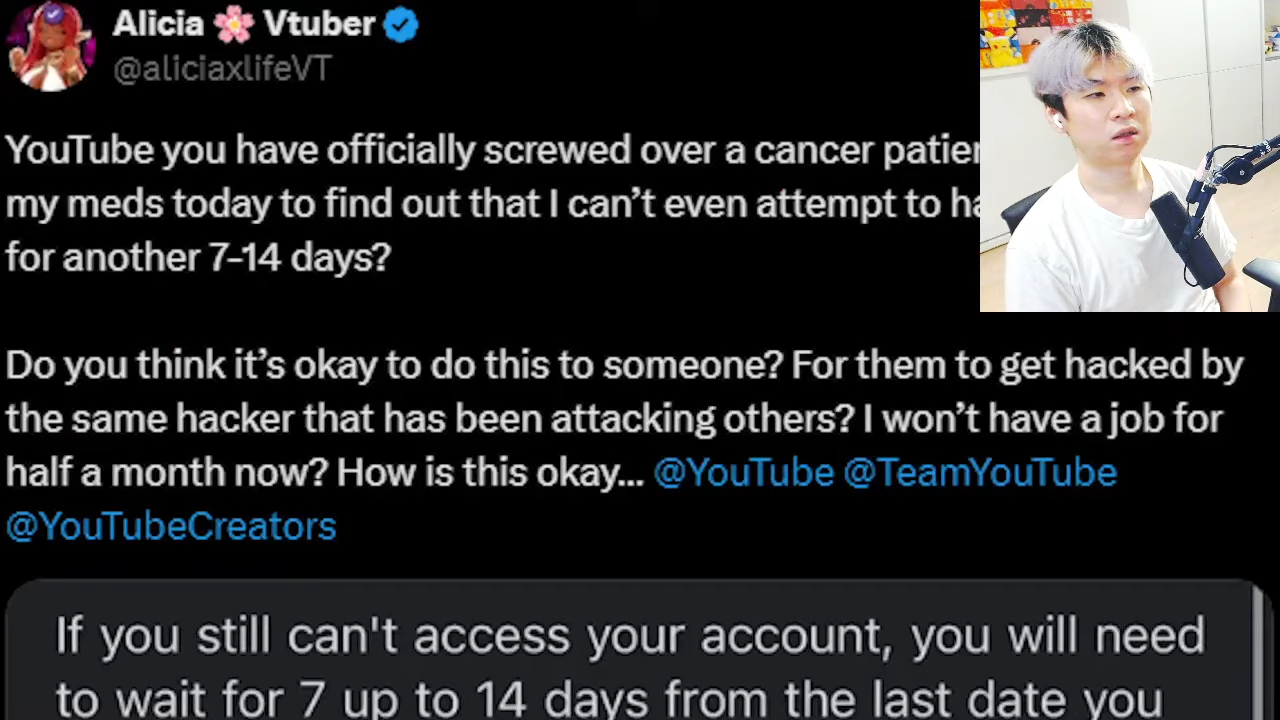 Alicia 🌸 Vtuber
@aliciaxlifeVT
YouTube you have officially screwed over a cancer
my meds today to find out that I can’t even attempt to
for another 7-14 days?
Do you think it’s okay to do this to someone? For them to get hacked by
the same hacker that has been attacking others? I won’t have a job for
half a month now? How is this okay... @YouTube @TeamYouTube
@YouTubeCreators
If you still can't access your account, you will need
to wait for 7 up to 14 days from the last date you